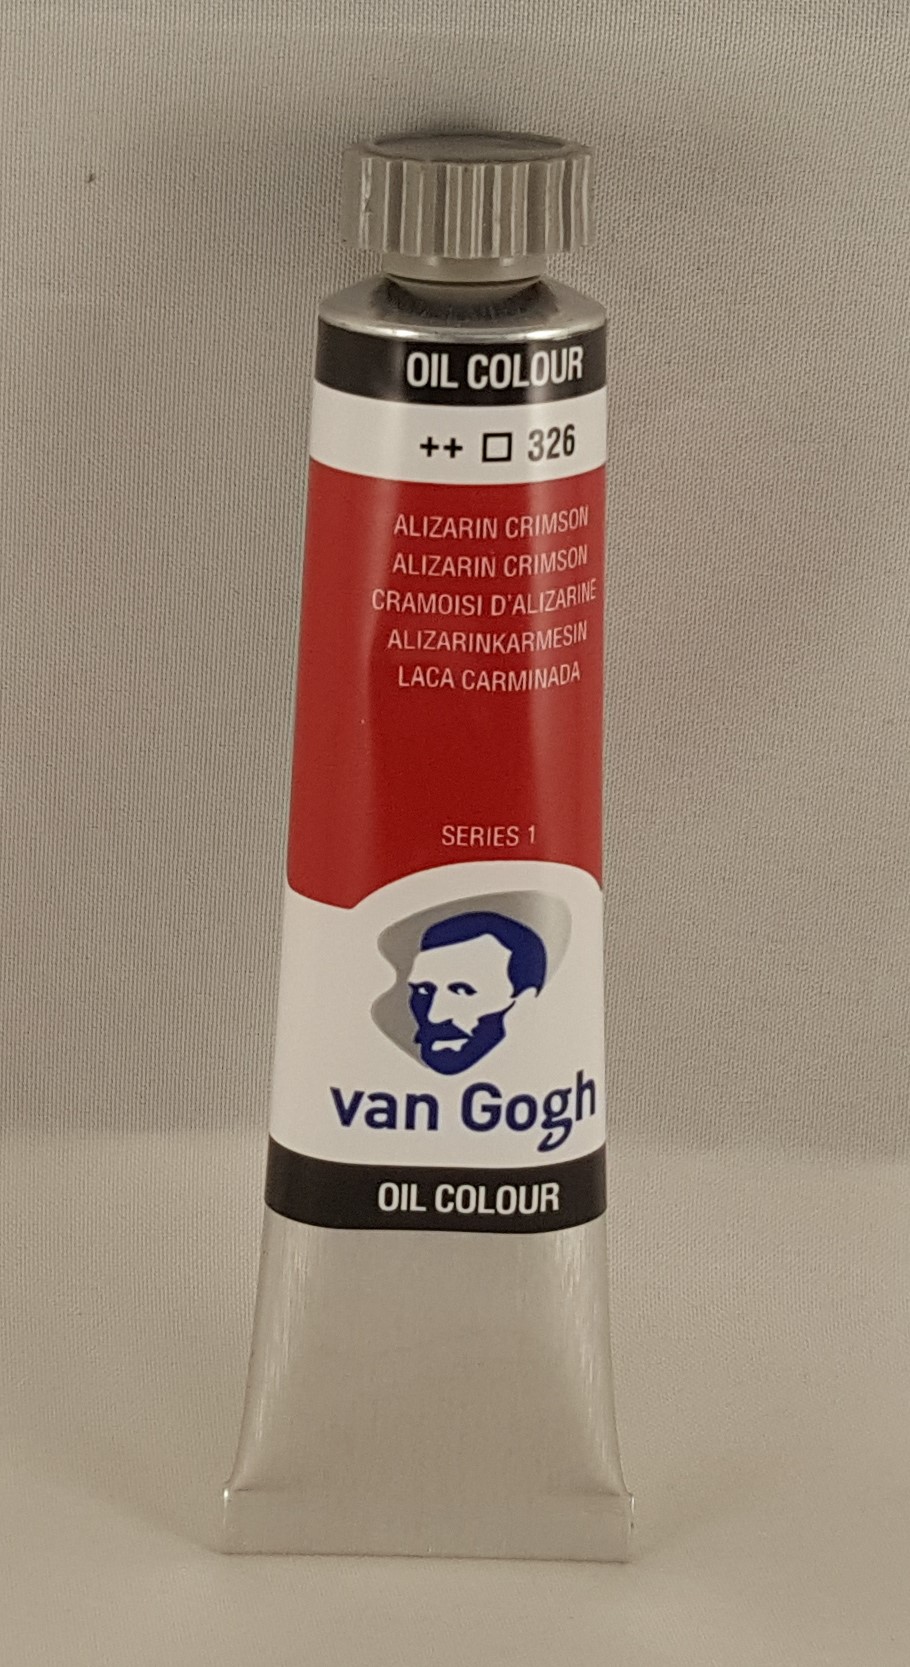 OIL COLOUR
++ □ 326
ALIZARIN CRIMSON
ALIZARIN CRIMSON
CRAMOISI D'ALIZARINE
ALIZARINKARMESIN
LACA CARMINADA
SERIES 1
van Gogh
OIL COLOUR